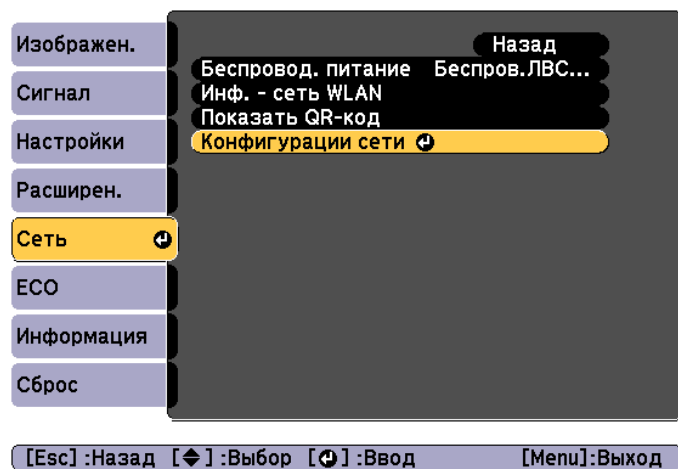 Изображен.
Сигнал
Настройки
Расширен.
Сеть
ECO
Информация
Сброс
Назад
Беспровод. питание Беспров.ЛВС...
Инф. - сеть WLAN
Показать QR-код
Конфигурации сети
[Esc] :Назад [◆] :Выбор [⏎] :Ввод [Menu]:Выход